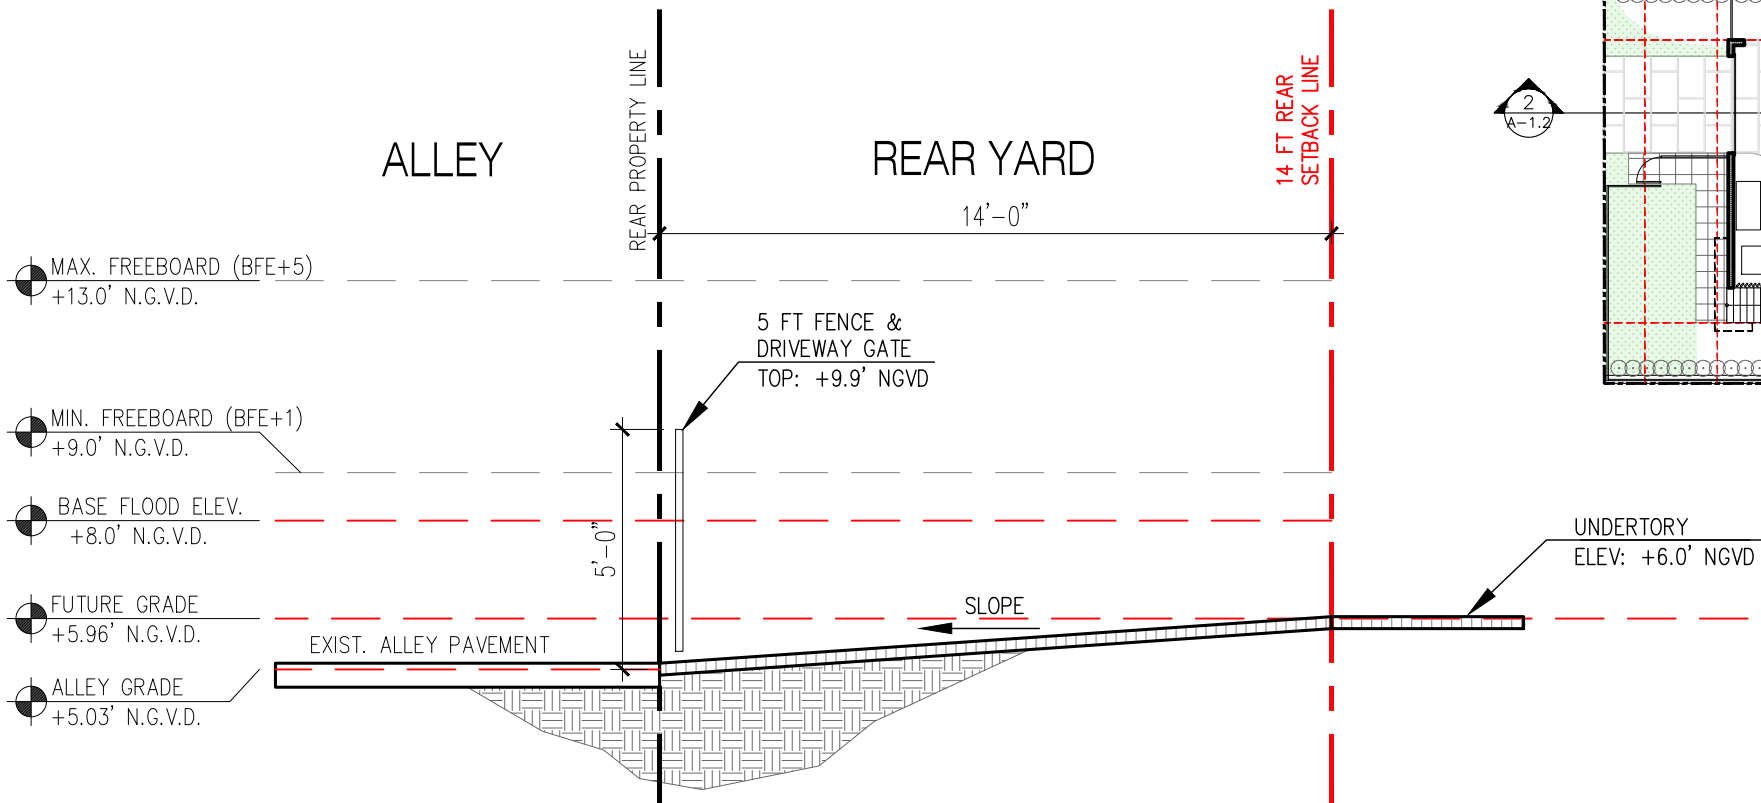 ALLEY
REAR PROPERTY LINE
REAR YARD
14 FT REAR
SETBACK LINE
14'-0"
2
A-1.2
MAX. FREEBOARD (BFE+5)
+13.0' N.G.V.D.
5 FT FENCE &
DRIVEWAY GATE
TOP: +9.9' NGVD
MIN. FREEBOARD (BFE+1)
+9.0' N.G.V.D.
BASE FLOOD ELEV.
+8.0' N.G.V.D.
5'-0"
UNDERTORY
ELEV: +6.0' NGVD
FUTURE GRADE
+5.96' N.G.V.D.
SLOPE
EXIST. ALLEY PAVEMENT
ALLEY GRADE
+5.03' N.G.V.D.